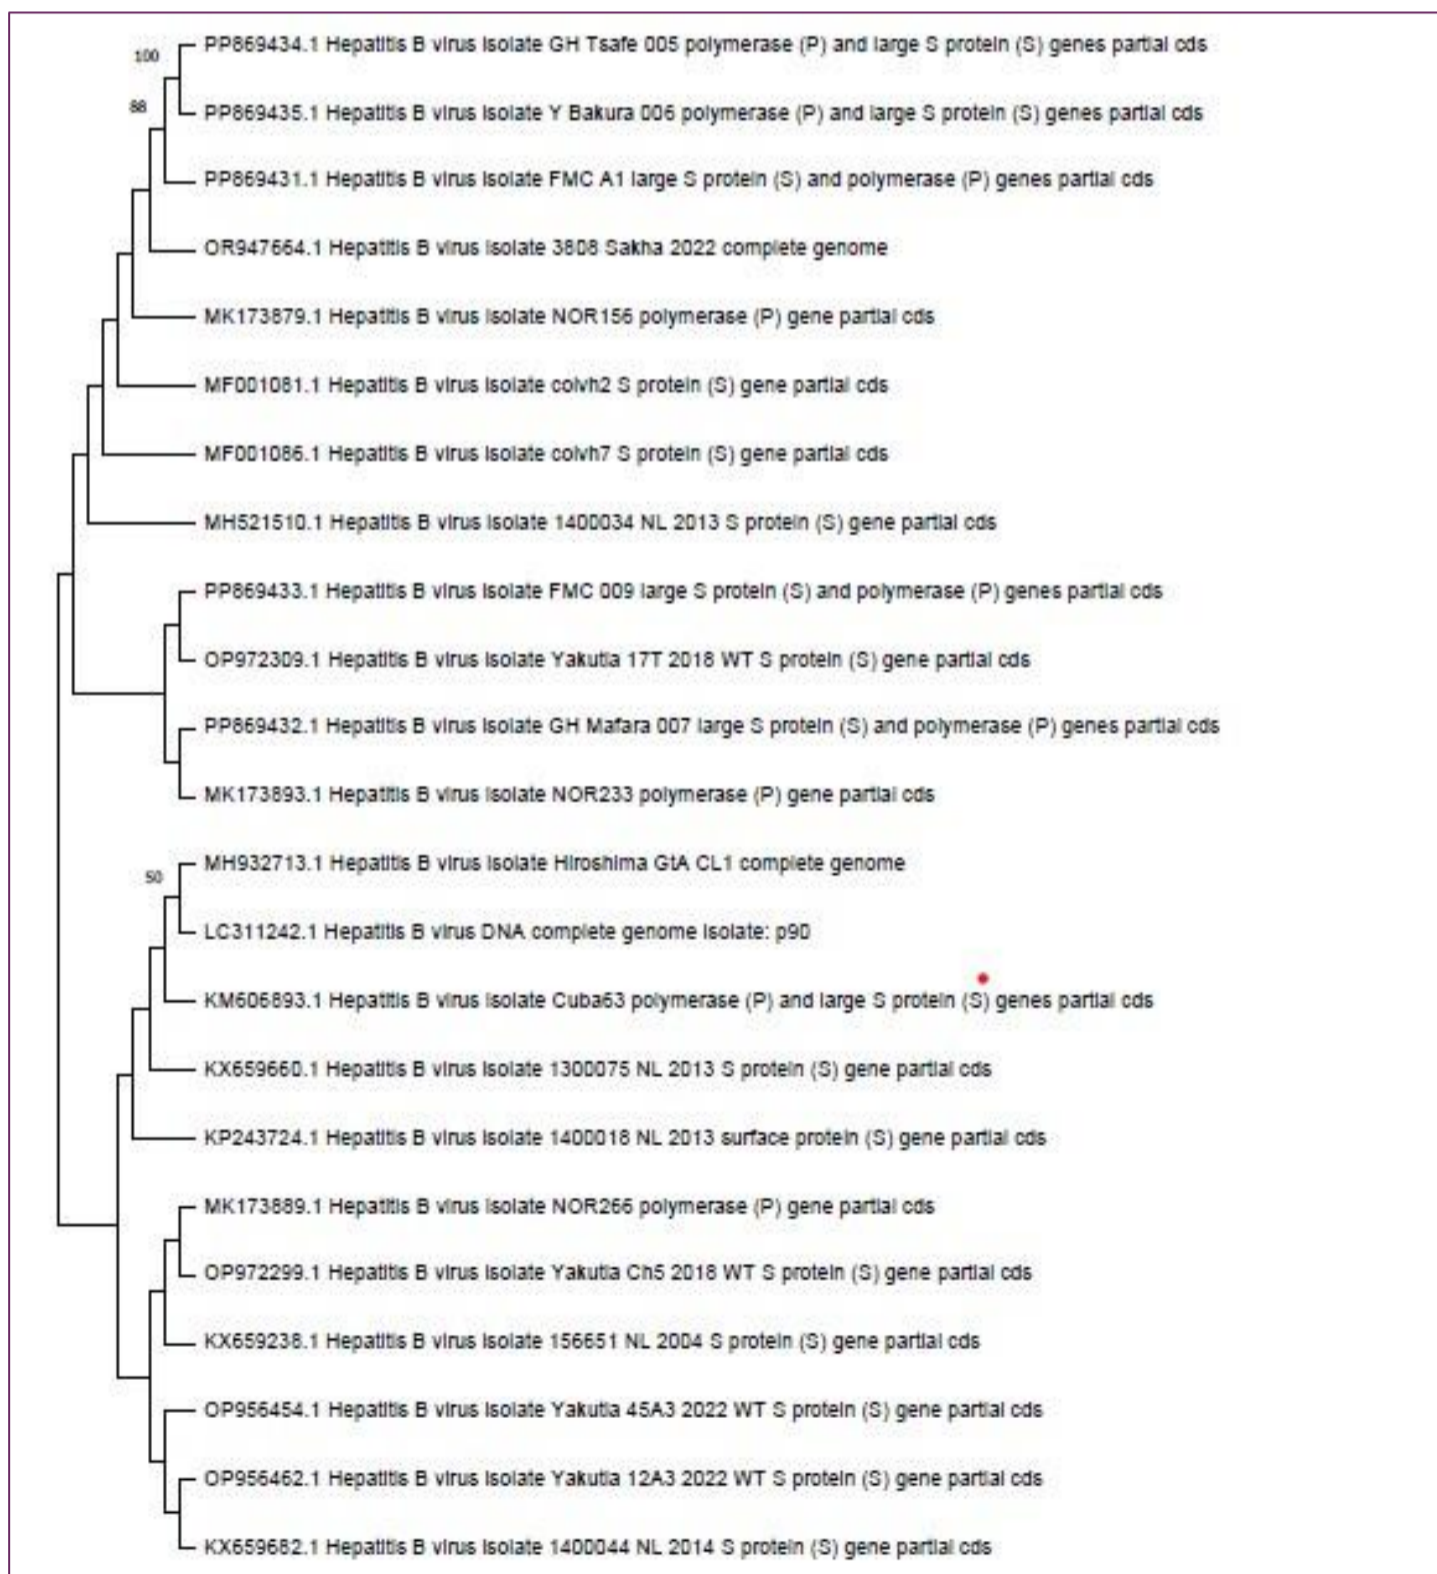 100
PP869434.1 Hepatitis B virus isolate GH Tsafe 005 polymerase (P) and large S protein (S) genes partial cds
88
PP869435.1 Hepatitis B virus isolate Y Bakura 006 polymerase (P) and large S protein (S) genes partial cds
PP869431.1 Hepatitis B virus isolate FMC A1 large S protein (S) and polymerase (P) genes partial cds
OR947664.1 Hepatitis B virus isolate 3808 Sakha 2022 complete genome
MK173879.1 Hepatitis B virus isolate NOR156 polymerase (P) gene partial cds
MF001081.1 Hepatitis B virus isolate colvh2 S protein (S) gene partial cds
MF001086.1 Hepatitis B virus isolate colvh7 S protein (S) gene partial cds
MH521510.1 Hepatitis B virus isolate 1400034 NL 2013 S protein (S) gene partial cds
PP869433.1 Hepatitis B virus isolate FMC 009 large S protein (S) and polymerase (P) genes partial cds
OP972309.1 Hepatitis B virus isolate Yakutia 17T 2018 WT S protein (S) gene partial cds
PP869432.1 Hepatitis B virus isolate GH Mafara 007 large S protein (S) and polymerase (P) genes partial cds
MK173893.1 Hepatitis B virus isolate NOR233 polymerase (P) gene partial cds
MH932713.1 Hepatitis B virus isolate Hiroshima GtA CL1 complete genome
50
LC311242.1 Hepatitis B virus DNA complete genome isolate: p90
KM606893.1 Hepatitis B virus isolate Cuba63 polymerase (P) and large S protein (S) genes partial cds
KX659660.1 Hepatitis B virus isolate 1300075 NL 2013 S protein (S) gene partial cds
KP243724.1 Hepatitis B virus isolate 1400018 NL 2013 surface protein (S) gene partial cds
MK173889.1 Hepatitis B virus isolate NOR266 polymerase (P) gene partial cds
OP972299.1 Hepatitis B virus isolate Yakutia Ch5 2018 WT S protein (S) gene partial cds
KX659238.1 Hepatitis B virus isolate 156651 NL 2004 S protein (S) gene partial cds
OP956454.1 Hepatitis B virus isolate Yakutia 45A3 2022 WT S protein (S) gene partial cds
OP956462.1 Hepatitis B virus isolate Yakutia 12A3 2022 WT S protein (S) gene partial cds
KX659682.1 Hepatitis B virus isolate 1400044 NL 2014 S protein (S) gene partial cds